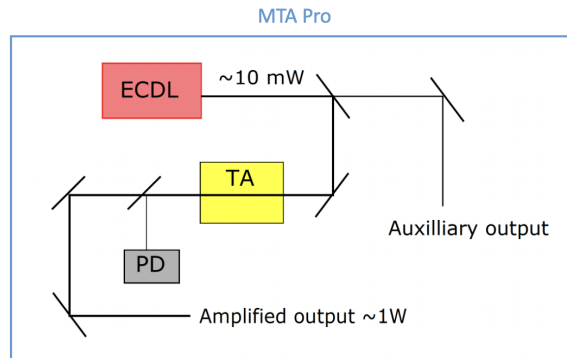 MTA Pro
ECDL
~10 mW
TA
Auxilliary output
PD
Amplified output ~1W